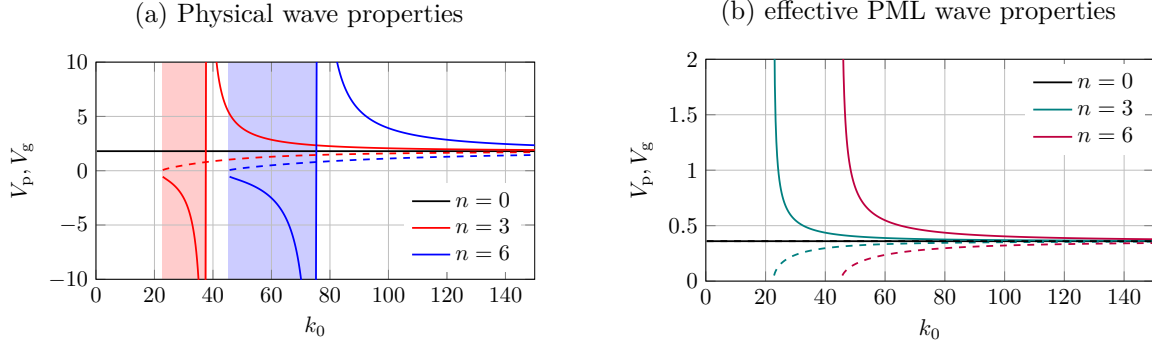 (a) Physical wave properties
10
5
0
−5
−10
0 20 40 60 80 100 120 140
V_p, V_g
k_0
n = 0
n = 3
n = 6
(b) effective PML wave properties
2
1.5
1
0.5
0
0 20 40 60 80 100 120 140
V_p, V_g
k_0
n = 0
n = 3
n = 6